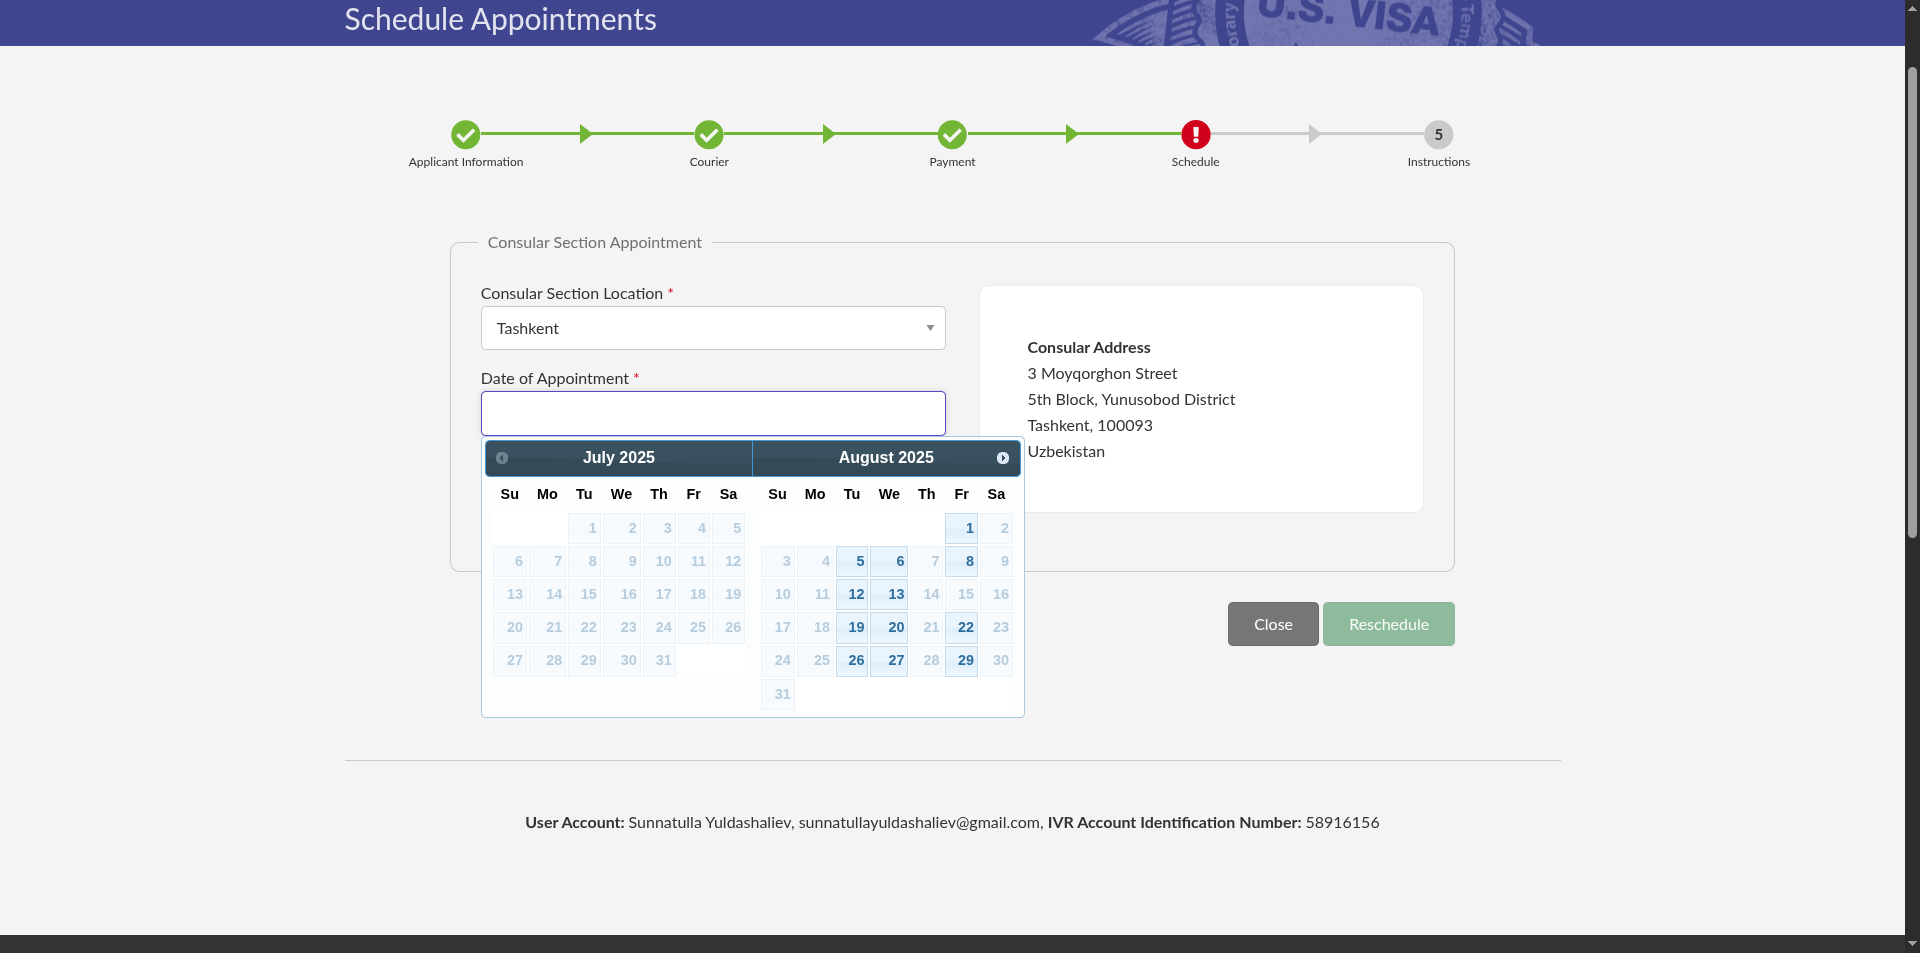 Schedule Appointments
U.S. VISA
orary
Temp
5
Applicant Information
Courier
Payment
Schedule
Instructions
Consular Section Appointment
Consular Section Location *
Tashkent
Date of Appointment *
Consular Address
3 Moyqorghon Street
5th Block, Yunusobod District
Tashkent, 100093
Uzbekistan
July 2025
Su Mo Tu We Th Fr Sa
1 2 3 4 5
6 7 8 9 10 11 12
13 14 15 16 17 18 19
20 21 22 23 24 25 26
27 28 29 30 31
August 2025
Su Mo Tu We Th Fr Sa
1 2
3 4 5 6 7 8 9
10 11 12 13 14 15 16
17 18 19 20 21 22 23
24 25 26 27 28 29 30
31
Close
Reschedule
User Account: Sunnatulla Yuldashaliev, sunnatullayuldashaliev@gmail.com, IVR Account Identification Number: 58916156